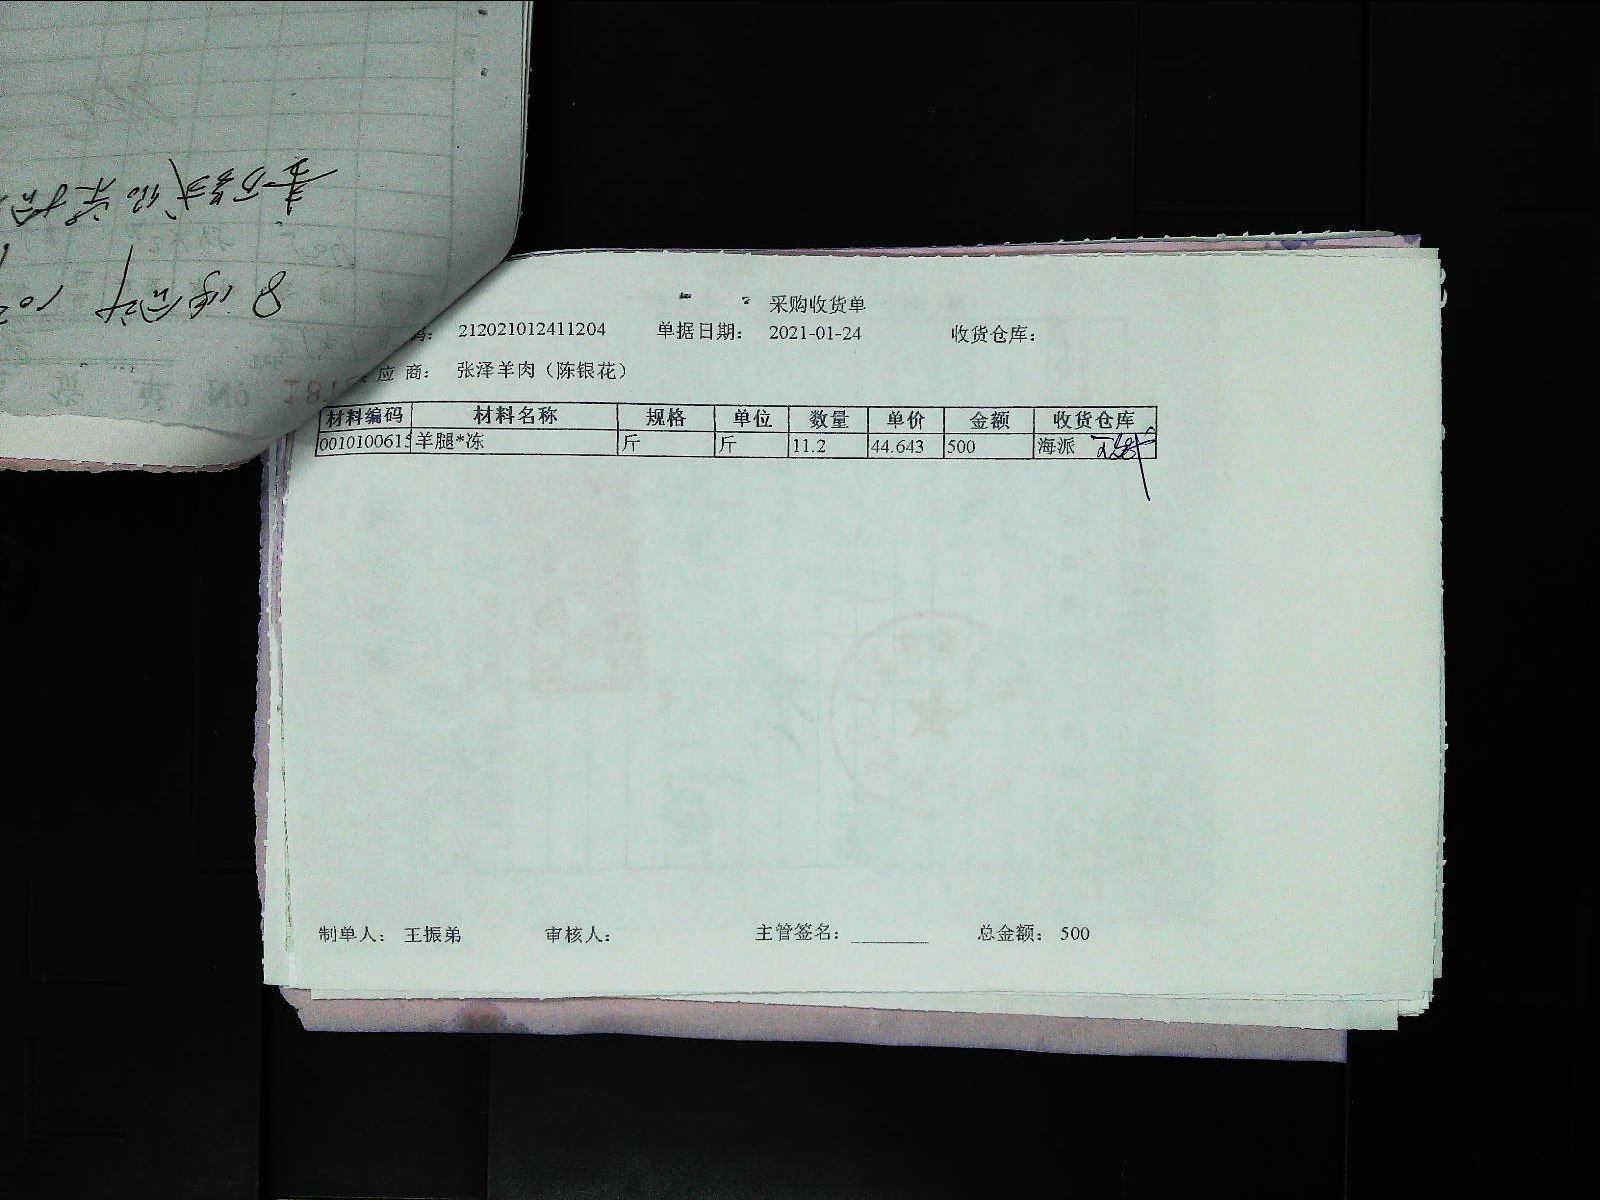 采购收货单
212021012411204 单据日期: 2021-01-24 收货仓库:
应 商: 张泽羊肉（陈银花）
材料编码 材料名称 规格 单位 数量 单价 金额 收货仓库
0010100615 羊腿*冻 斤 斤 11.2 44.643 500 海派
制单人: 王振弟 审核人: 主管签名: 总金额: 500